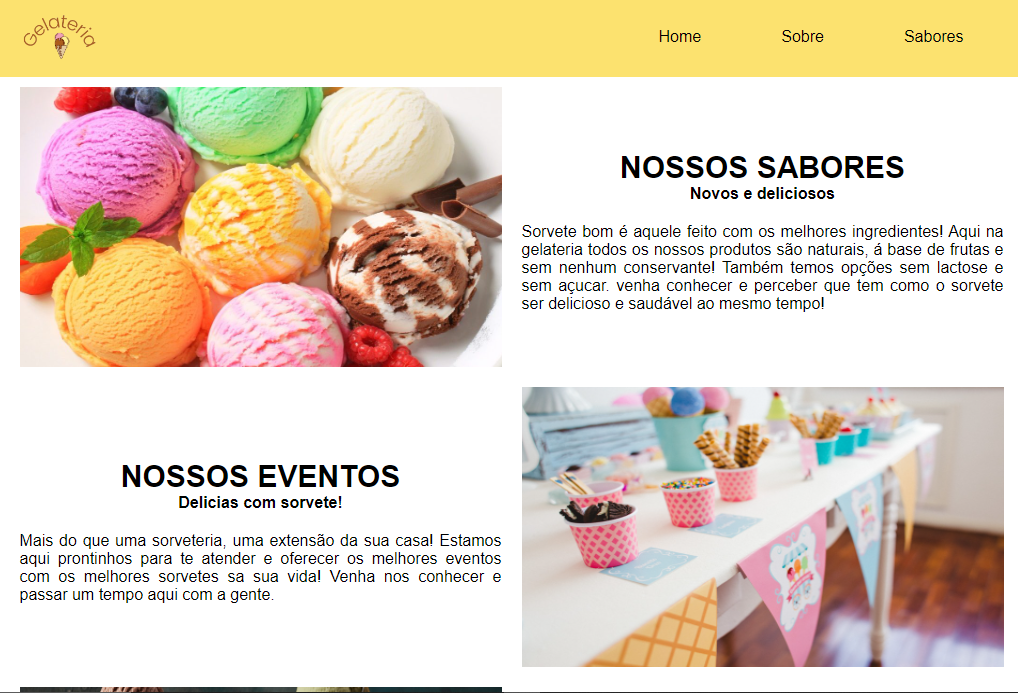 Gelateria
Home
Sobre
Sabores
NOSSOS SABORES
Novos e deliciosos
Sorvete bom é aquele feito com os melhores ingredientes! Aqui na
gelateria todos os nossos produtos são naturais, á base de frutas e
sem nenhum conservante! Também temos opções sem lactose e
sem açucar. venha conhecer e perceber que tem como o sorvete
ser delicioso e saudável ao mesmo tempo!
NOSSOS EVENTOS
Delicias com sorvete!
Mais do que uma sorveteria, uma extensão da sua casa! Estamos
aqui prontinhos para te atender e oferecer os melhores eventos
com os melhores sorvetes sa sua vida! Venha nos conhecer e
passar um tempo aqui com a gente.